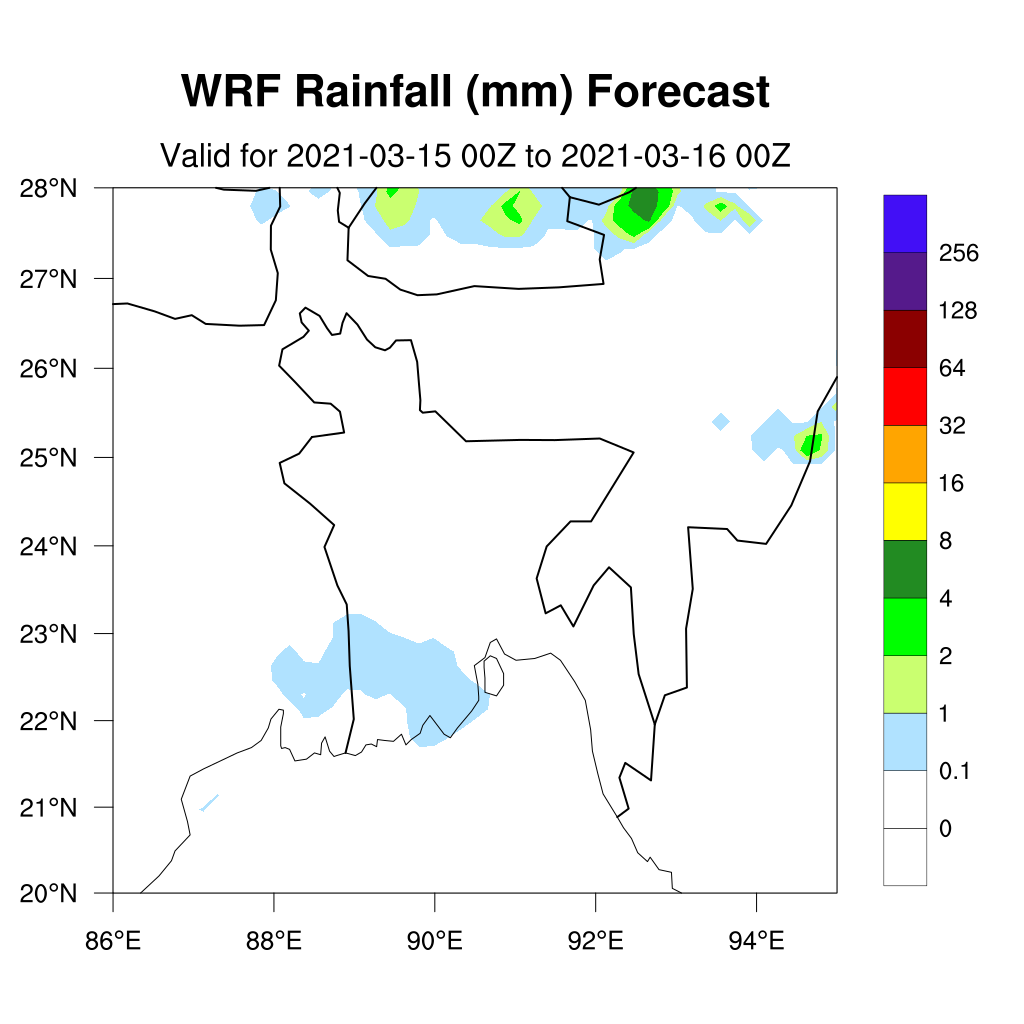 WRF Rainfall (mm) Forecast
Valid for 2021-03-15 00Z to 2021-03-16 00Z
28°N
27°N
26°N
25°N
24°N
23°N
22°N
21°N
20°N
86°E
88°E
90°E
92°E
94°E
256
128
64
32
16
8
4
2
1
0.1
0